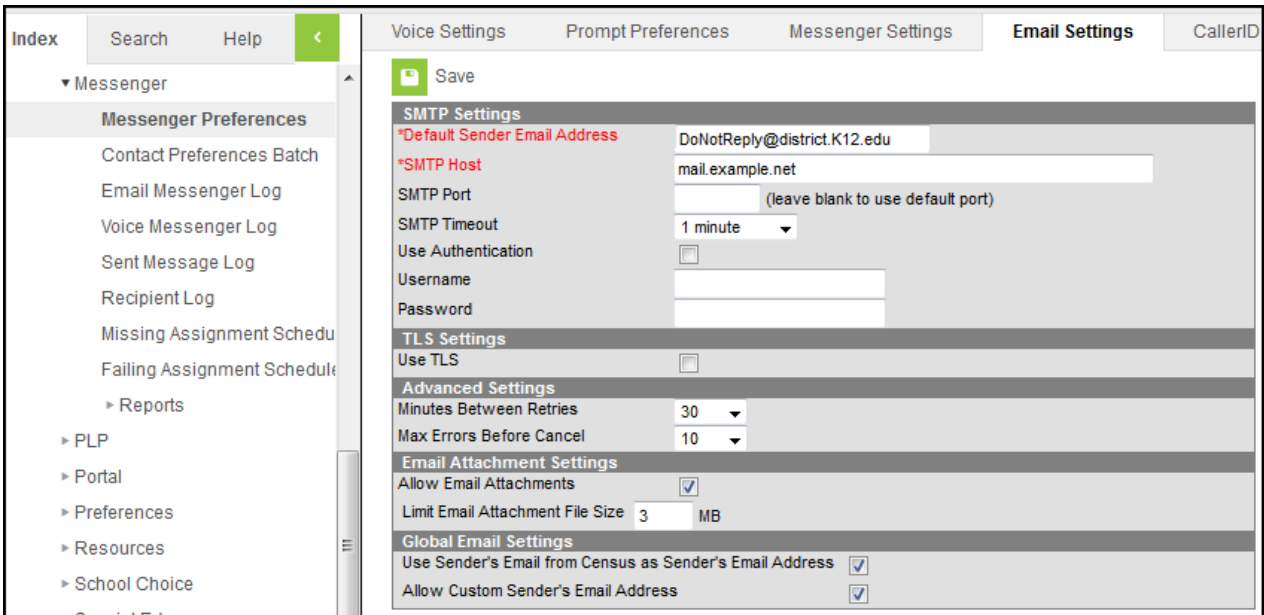 Index Search Help
Messenger
Messenger Preferences
Contact Preferences Batch
Email Messenger Log
Voice Messenger Log
Sent Message Log
Recipient Log
Missing Assignment Schedu
Failing Assignment Schedule
Reports
PLP
Portal
Preferences
Resources
School Choice
Voice Settings Prompt Preferences Messenger Settings Email Settings CallerID
Save
SMTP Settings
*Default Sender Email Address DoNotReply@district.K12.edu
*SMTP Host mail.example.net
SMTP Port (leave blank to use default port)
SMTP Timeout 1 minute
Use Authentication
Username
Password
TLS Settings
Use TLS
Advanced Settings
Minutes Between Retries 30
Max Errors Before Cancel 10
Email Attachment Settings
Allow Email Attachments
Limit Email Attachment File Size 3 MB
Global Email Settings
Use Sender's Email from Census as Sender's Email Address
Allow Custom Sender's Email Address